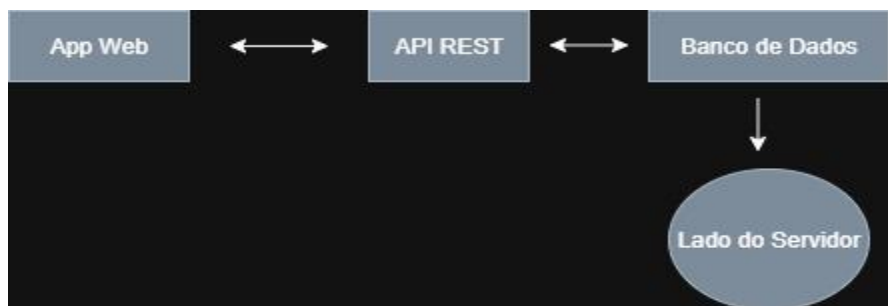 App Web
API REST
Banco de Dados
Lado do Servidor